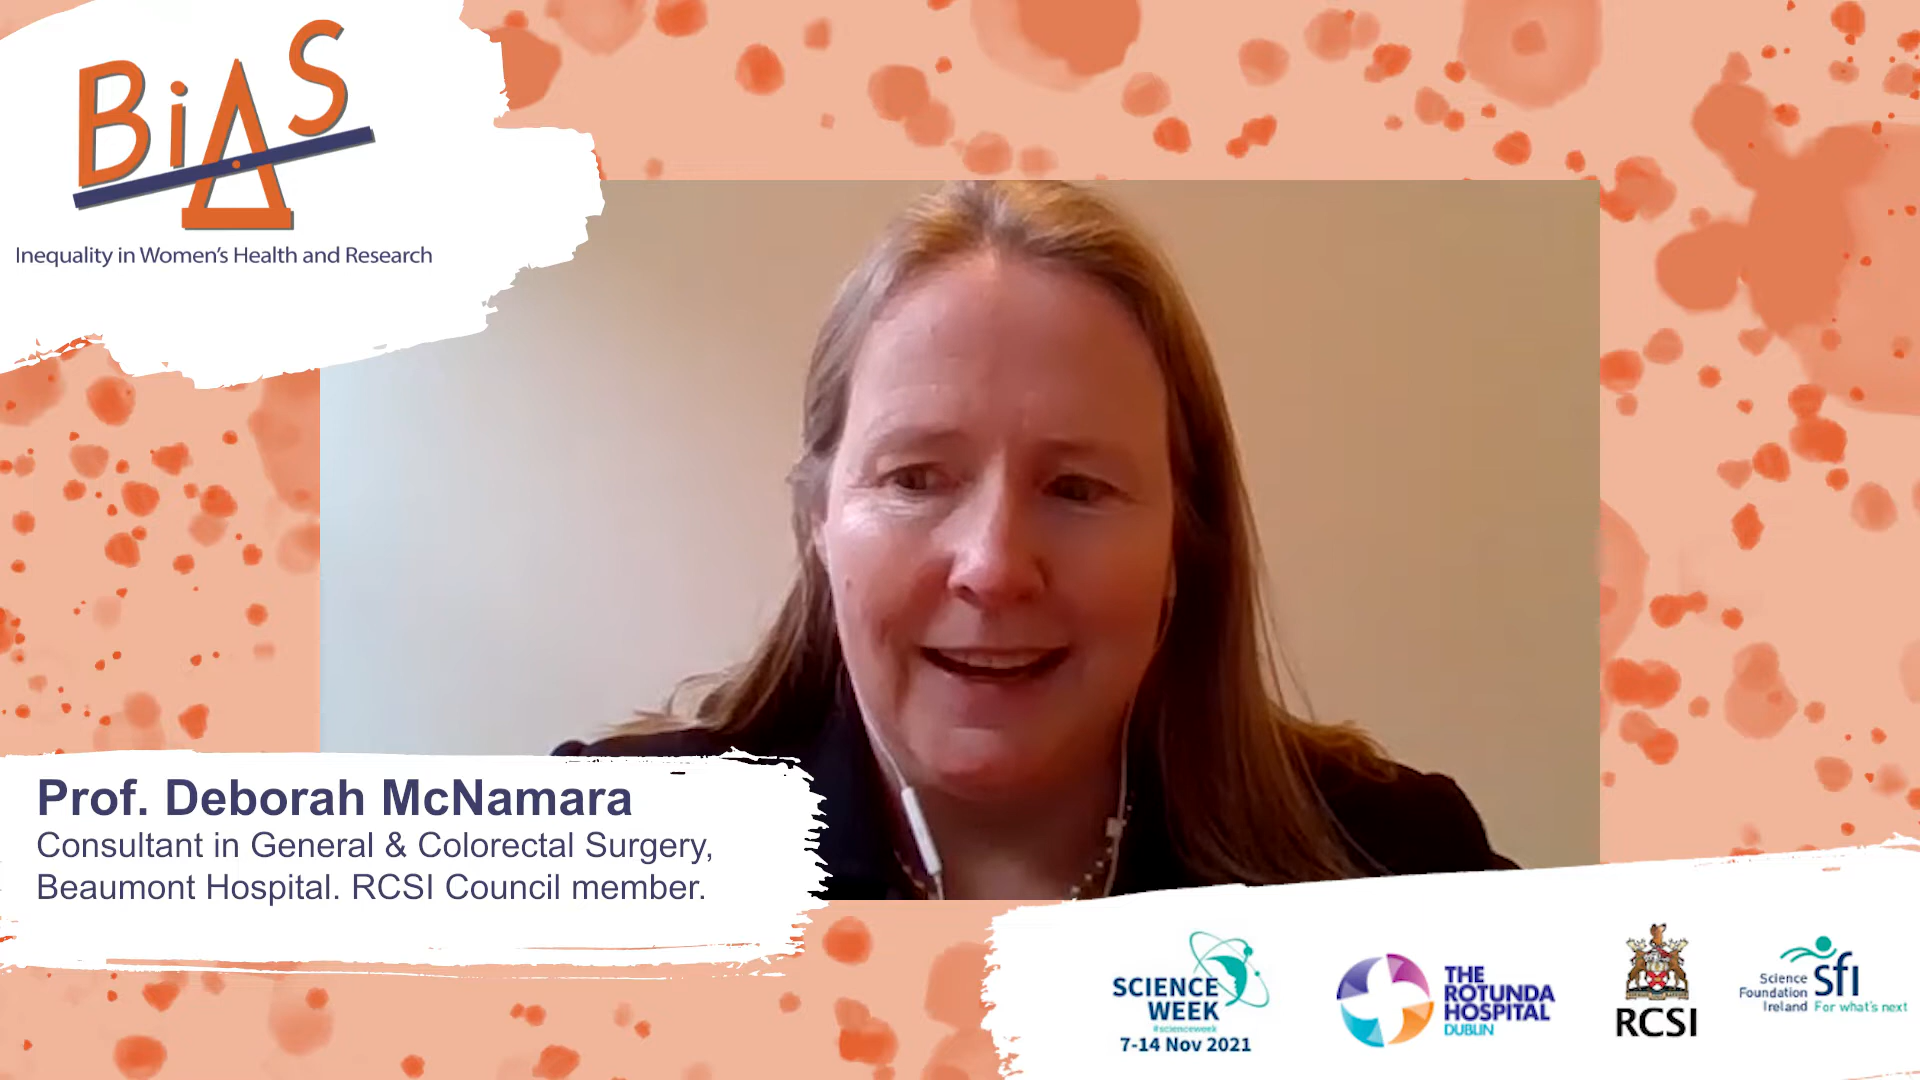 BiAS
Inequality in Women's Health and Research
Prof. Deborah McNamara
Consultant in General & Colorectal Surgery,
Beaumont Hospital. RCSI Council member.
SCIENCE
WEEK
#scienceweek
7-14 Nov 2021
THE
ROTUNDA
HOSPITAL
DUBLIN
RCSI
Science
Foundation
Ireland
sfi
For what's next